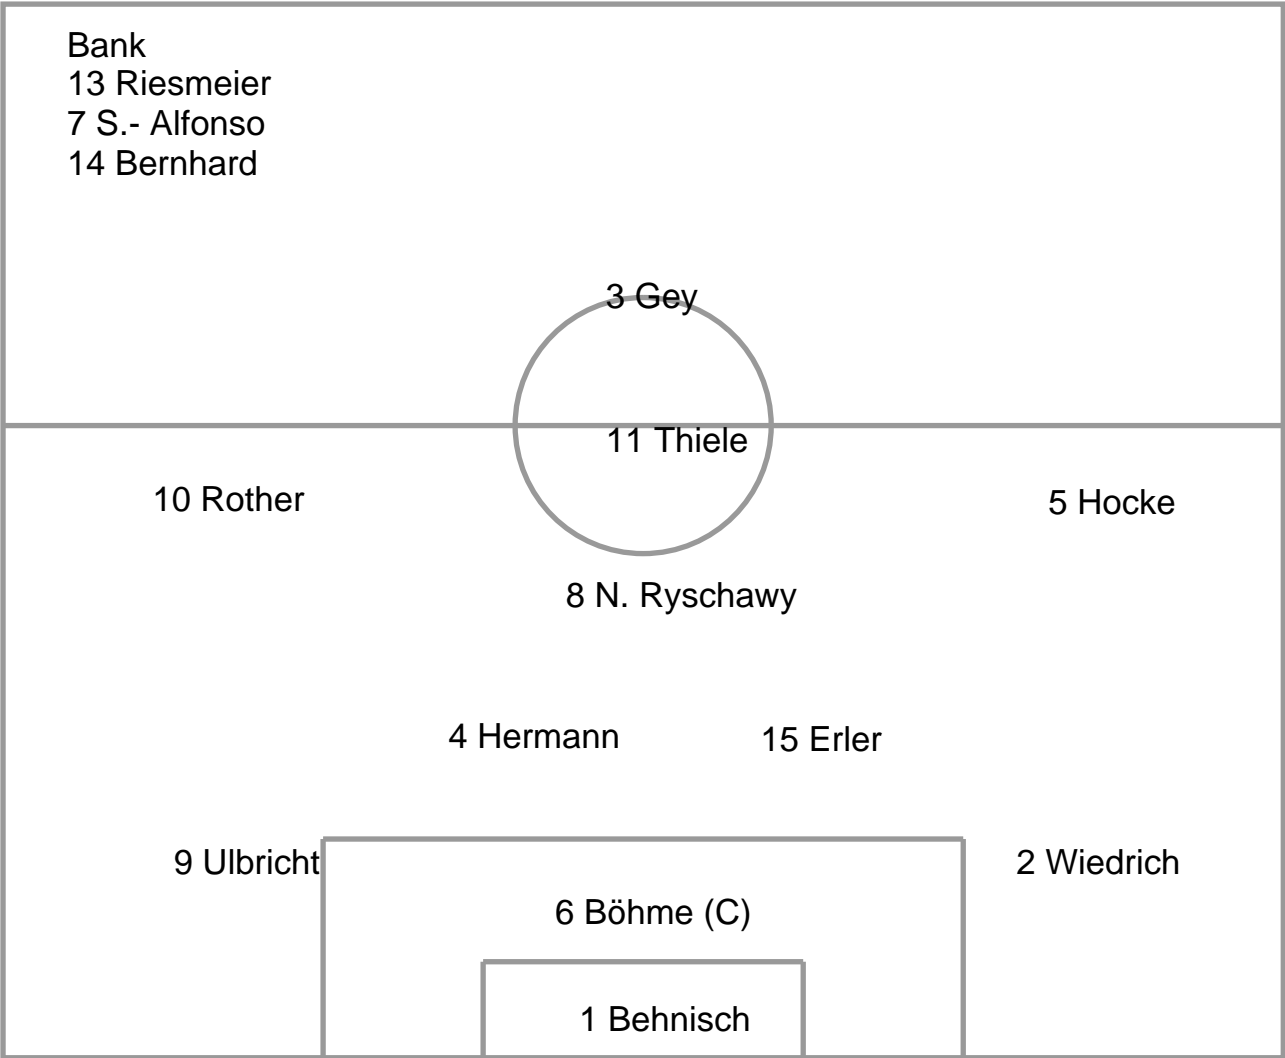 Bank
13 Riesmeier
7 S.- Alfonso
14 Bernhard
3 Gey
11 Thiele
10 Rother
5 Hocke
8 N. Ryschawy
4 Hermann
15 Erler
9 Ulbricht
2 Wiedrich
6 Böhme (C)
1 Behnisch